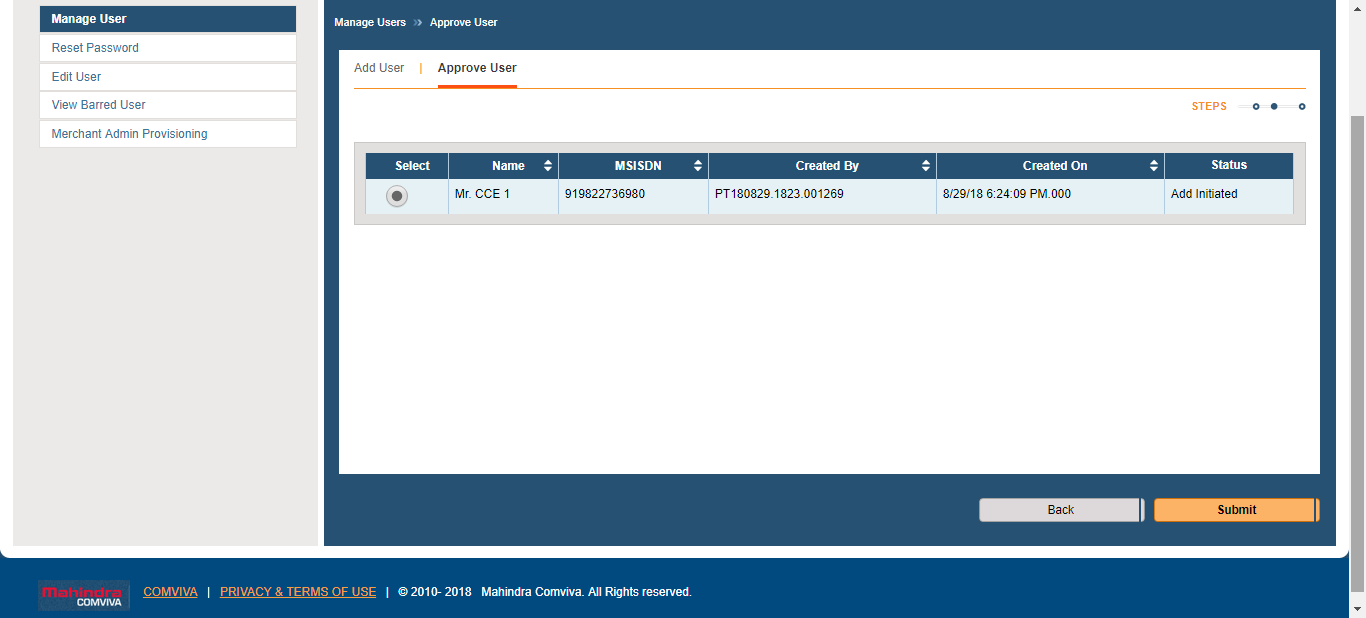 Manage User
Reset Password
Edit User
View Barred User
Merchant Admin Provisioning
Manage Users » Approve User
Add User | Approve User
STEPS
Select Name MSISDN Created By Created On Status
Mr. CCE 1 919822736980 PT180829.1823.001269 8/29/18 6:24:09 PM.000 Add Initiated
Back Submit
Mahindra
COMVIVA
COMVIVA | PRIVACY & TERMS OF USE | © 2010- 2018 Mahindra Comviva. All Rights reserved.